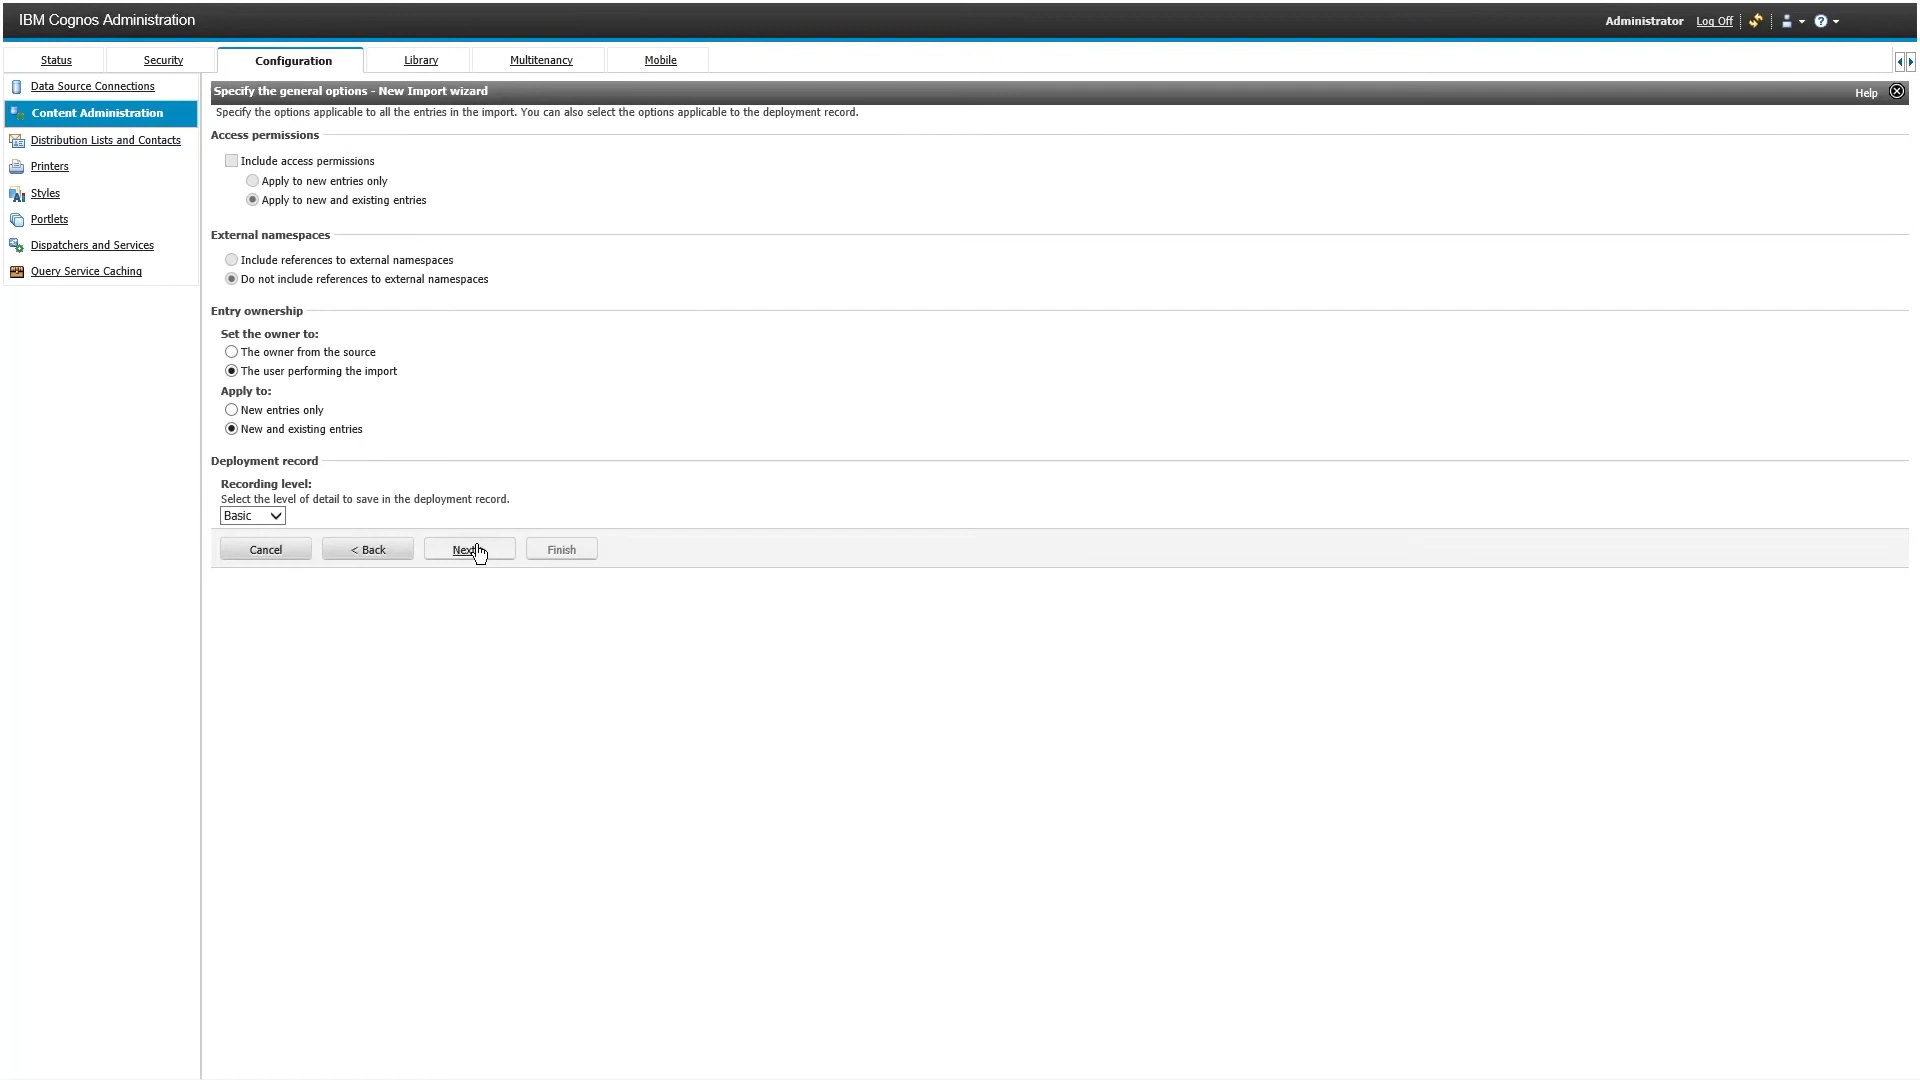 IBM Cognos Administration
Administrator Log Off
Status Security Configuration Library Multitenancy Mobile
Data Source Connections
Content Administration
Distribution Lists and Contacts
Printers
Styles
Portlets
Dispatchers and Services
Query Service Caching
Specify the general options - New Import wizard
Help
Specify the options applicable to all the entries in the import. You can also select the options applicable to the deployment record.
Access permissions
Include access permissions
Apply to new entries only
Apply to new and existing entries
External namespaces
Include references to external namespaces
Do not include references to external namespaces
Entry ownership
Set the owner to:
The owner from the source
The user performing the import
Apply to:
New entries only
New and existing entries
Deployment record
Recording level:
Select the level of detail to save in the deployment record.
Basic
Cancel < Back Next Finish